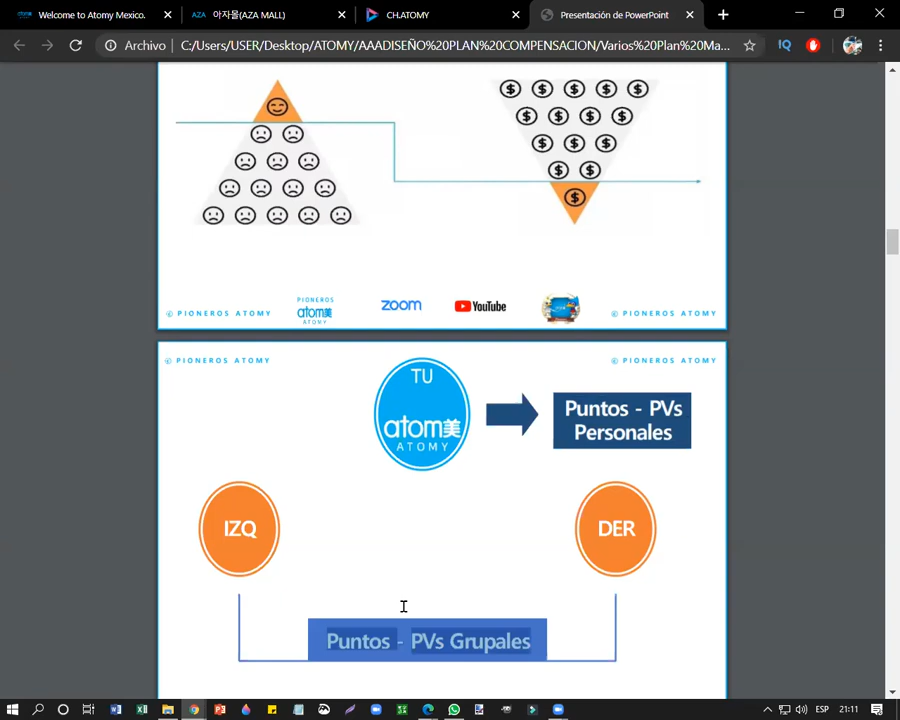 Welcome to Atomy Mexico.
AZA 아자몰(AZA MALL)
CH.ATOMY
Presentación de PowerPoint
Archivo
C:/Users/USER/Desktop/ATOMY/AAADISEÑO%20PLAN%20COMPENSACION/Varios%20Plan%20Ma...
IQ
© PIONEROS ATOMY
PIONEROS
atom美
ATOMY
zoom
YouTube
© PIONEROS ATOMY
© PIONEROS ATOMY
© PIONEROS ATOMY
TU
atom美
ATOMY
Puntos - PVs
Personales
IZQ
DER
Puntos - PVs Grupales
ESP
21:11